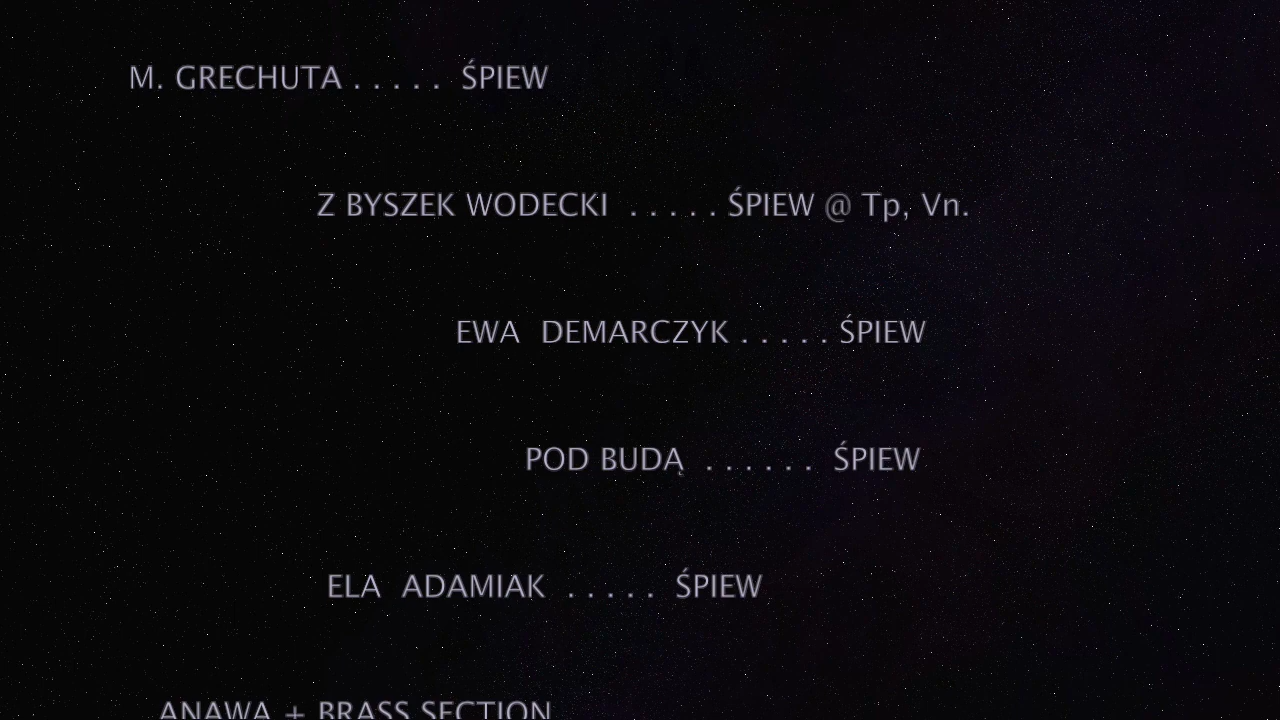 M. GRECHUTA . . . . . ŚPIEW
Z BYSZEK WODECKI . . . . . ŚPIEW @ Tp, Vn.
EWA DEMARCZYK . . . . . ŚPIEW
POD BUDĄ . . . . . . ŚPIEW
ELA ADAMIAK . . . . . ŚPIEW
ANAWA + BRASS SECTION